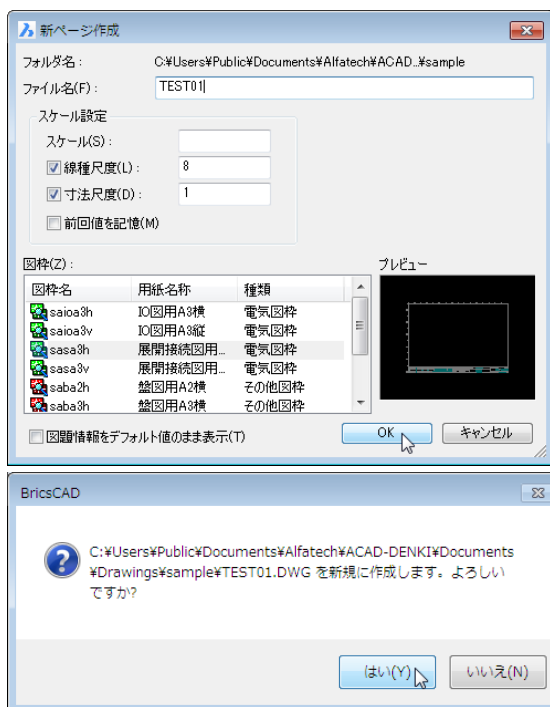 新ページ作成
フォルダ名： C:¥Users¥Public¥Documents¥Alfatech¥ACAD...¥sample
ファイル名(F)： TEST01
スケール設定
スケール(S)：
線種尺度(L)： 8
寸法尺度(D)： 1
前回値を記憶(M)
図枠(Z)： プレビュー
図枠名 用紙名称 種類
saioa3h IO図用A3横 電気図枠
saioa3v IO図用A3縦 電気図枠
sasa3h 展開接続図用... 電気図枠
sasa3v 展開接続図用... 電気図枠
saba2h 盤図用A2横 その他図枠
saba3h 盤図用A3横 その他図枠
図題情報をデフォルト値のまま表示(T) OK キャンセル
BricsCAD
C:¥Users¥Public¥Documents¥Alfatech¥ACAD-DENKI¥Documents
¥Drawings¥sample¥TEST01.DWG を新規に作成します。よろしい
ですか?
はい(Y) いいえ(N)